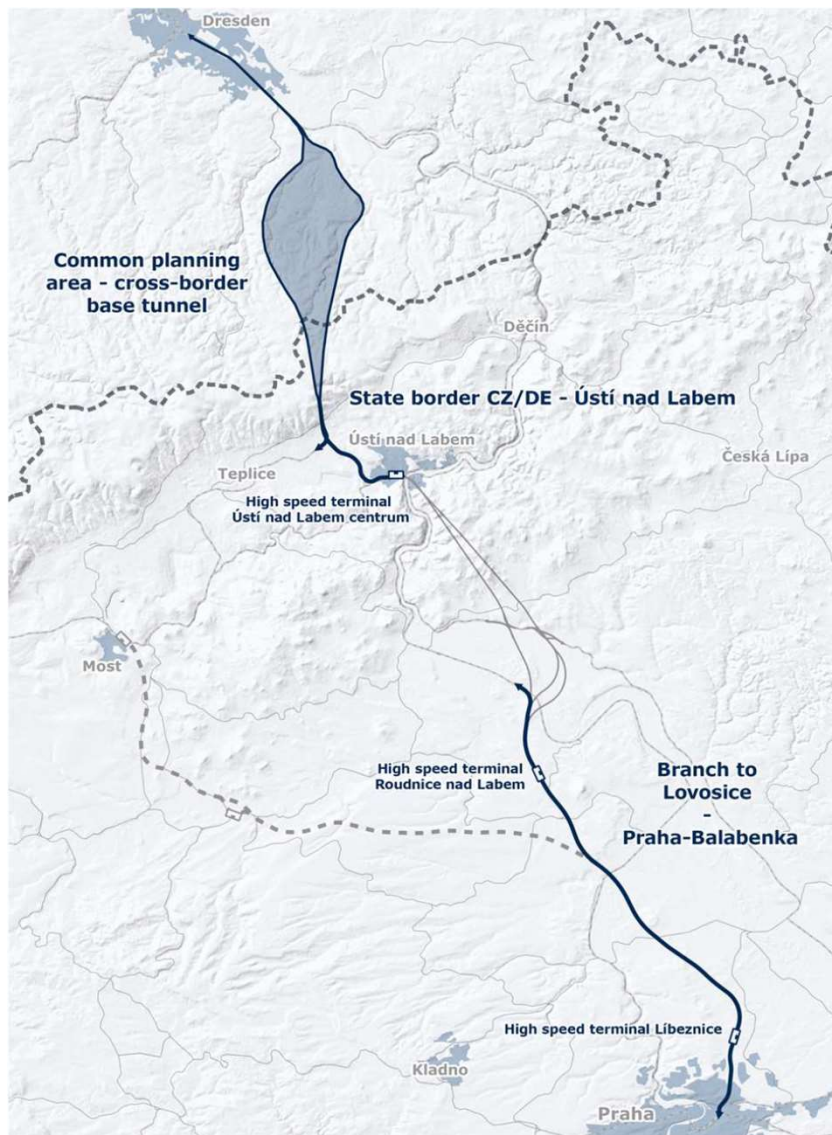 Dresden
Common planning
area - cross-border
base tunnel
Děčín
State border CZ/DE - Ústí nad Labem
Ústí nad Labem
Česká Lípa
Teplice
High speed terminal
Ústí nad Labem centrum
Most
High speed terminal
Roudnice nad Labem
Branch to
Lovosice
-
Praha-Balabenka
High speed terminal Líbeznice
Kladno
Praha